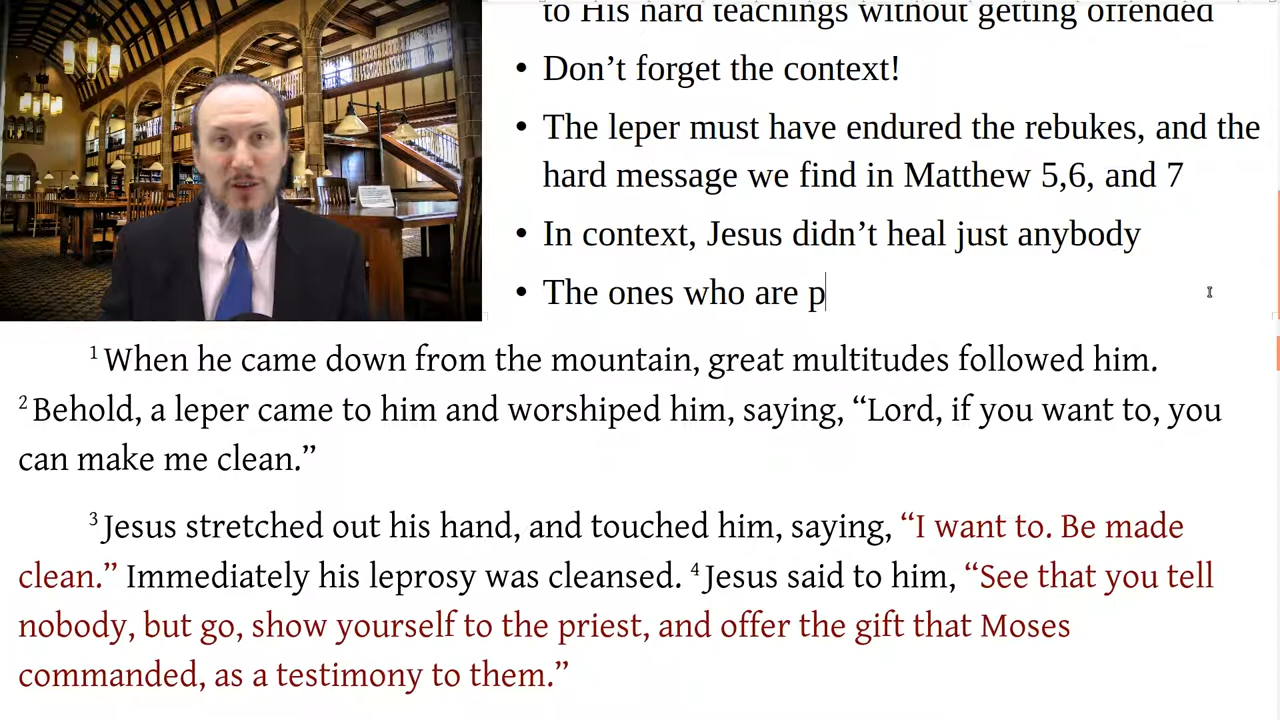 to His hard teachings without getting offended
• Don’t forget the context!
• The leper must have endured the rebukes, and the
hard message we find in Matthew 5,6, and 7
• In context, Jesus didn’t heal just anybody
• The ones who are p
1 When he came down from the mountain, great multitudes followed him.
2 Behold, a leper came to him and worshiped him, saying, “Lord, if you want to, you
can make me clean.”
3 Jesus stretched out his hand, and touched him, saying, “I want to. Be made
clean.” Immediately his leprosy was cleansed. 4 Jesus said to him, “See that you tell
nobody, but go, show yourself to the priest, and offer the gift that Moses
commanded, as a testimony to them.”